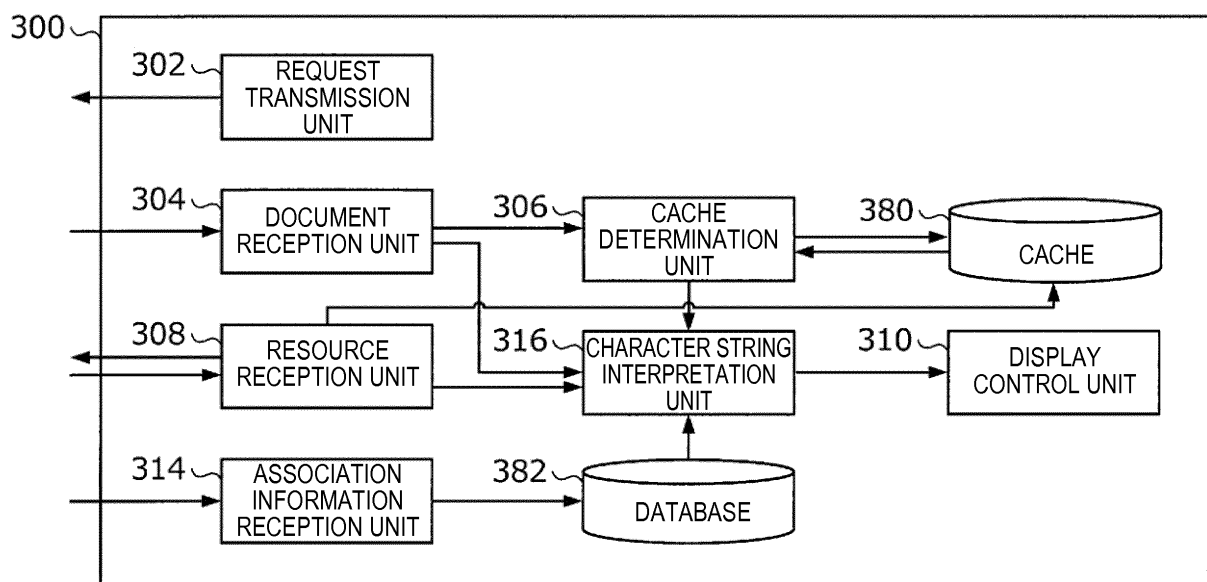 300
302
REQUEST
TRANSMISSION
UNIT
304
DOCUMENT
RECEPTION UNIT
306
CACHE
DETERMINATION
UNIT
380
CACHE
308
RESOURCE
RECEPTION UNIT
316
CHARACTER STRING
INTERPRETATION
UNIT
310
DISPLAY
CONTROL UNIT
314
ASSOCIATION
INFORMATION
RECEPTION UNIT
382
DATABASE